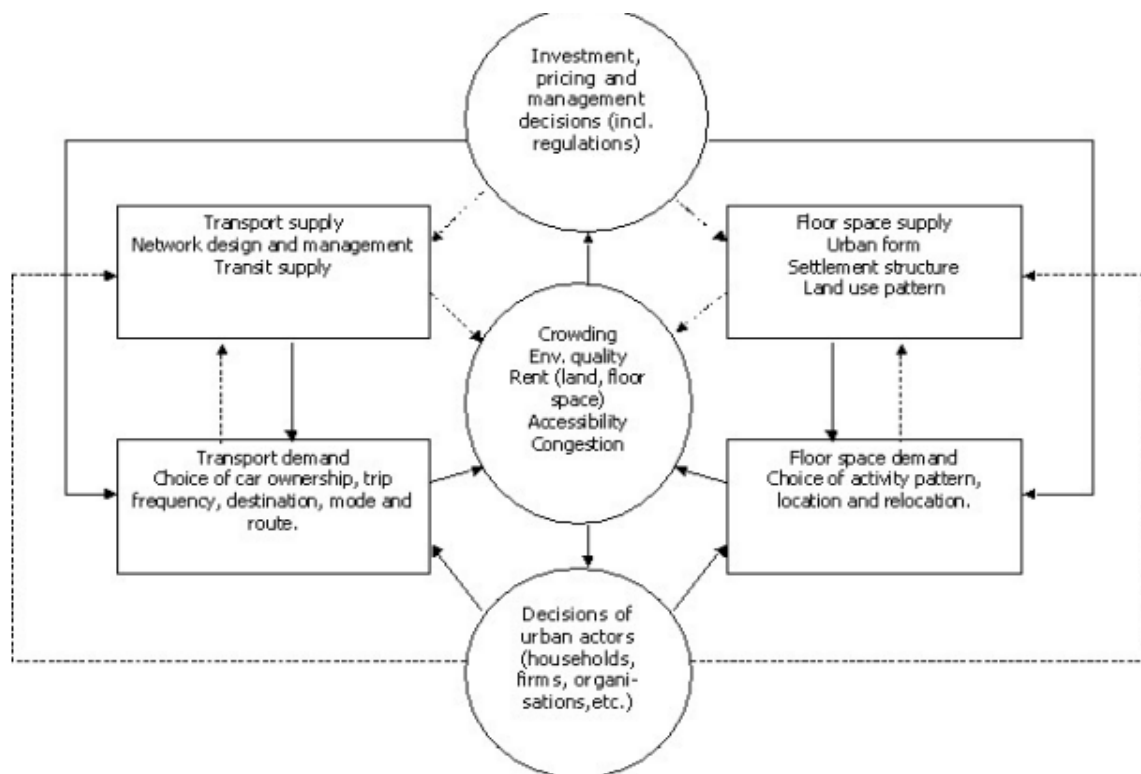 Investment,
pricing and
management
decisions (incl.
regulations)
Transport supply
Network design and management
Transit supply
Floor space supply
Urban form
Settlement structure
Land use pattern
Crowding
Env. quality
Rent (land, floor
space)
Accessibility
Congestion
Transport demand
Choice of car ownership, trip
frequency, destination, mode and
route.
Floor space demand
Choice of activity pattern,
location and relocation.
Decisions of
urban actors
(households,
firms, organi-
sations,etc.)